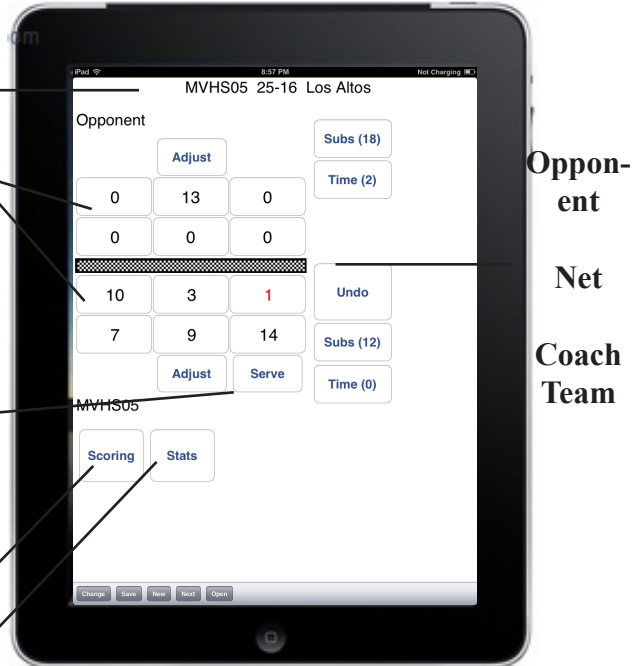 om
iPad 8:57 PM Not Charging
MVHS05 25-16 Los Altos
Opponent
Adjust
Subs (18)
Time (2)
0 13 0
0 0 0
10 3 1
7 9 14
Undo
Subs (12)
Time (0)
Adjust Serve
MVHS05
Scoring Stats
Change Save New Next Open
Oppon-
ent
Net
Coach
Team